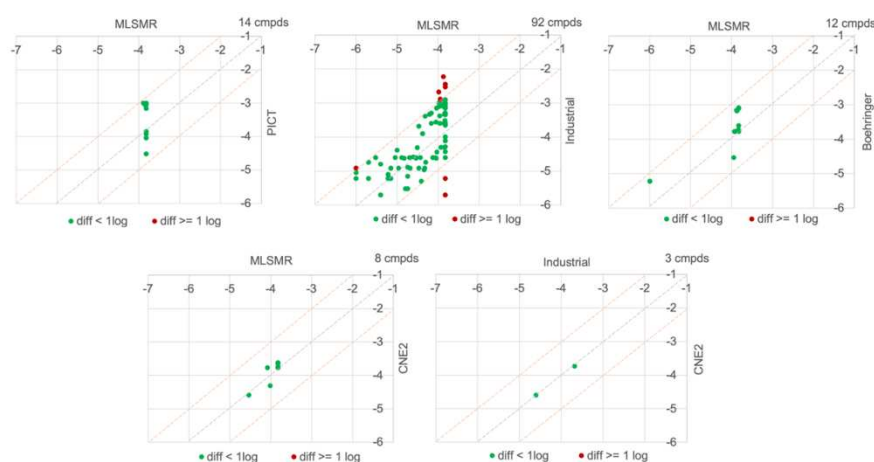 MLSMR 14 cmpds
-7 -6 -5 -4 -3 -2 -1
-1
-2
-3
-4
-5
-6
PICT
diff < 1log diff >= 1 log
MLSMR 92 cmpds
-7 -6 -5 -4 -3 -2 -1
-1
-2
-3
-4
-5
-6
Industrial
diff < 1log diff >= 1 log
MLSMR 12 cmpds
-7 -6 -5 -4 -3 -2 -1
-1
-2
-3
-4
-5
-6
Boehringer
diff < 1log diff >= 1 log
MLSMR 8 cmpds
-7 -6 -5 -4 -3 -2 -1
-1
-2
-3
-4
-5
-6
CNE2
diff < 1log diff >= 1 log
Industrial 3 cmpds
-7 -6 -5 -4 -3 -2 -1
-1
-2
-3
-4
-5
-6
CNE2
diff < 1log diff >= 1 log